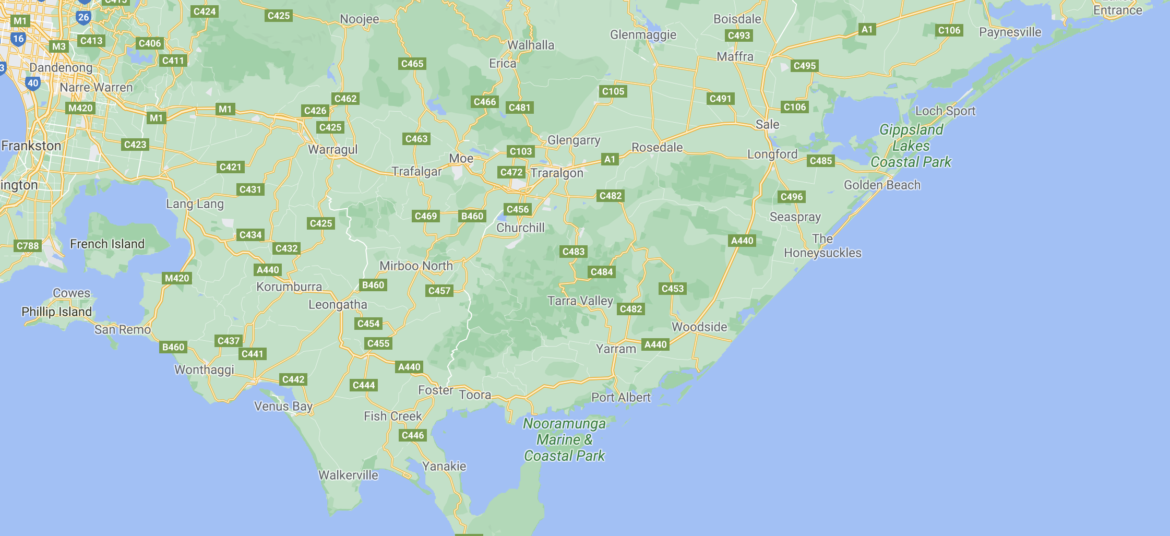 C424
C425
Noojee
M1
26
16
M3
C413
C406
C411
3
Dandenong
40
Narre Warren
C465
Walhalla
Erica
Glenmaggie
Boisdale
C493
Maffra
A1
C106
Entrance
Paynesville
C495
C105
C491
C106
M420
M1
M1
C426
C462
C425
C466
C481
C463
Loch Sport
Sale
Gippsland
Lakes
Coastal Park
Frankston
C423
Warragul
Glengarry
C103
Moe
Rosedale
A1
Longford
C485
C421
Trafalgar
C472
Traralgon
ington
C431
C482
C496
Golden Beach
Lang Lang
C425
C469
B460
C456
Seaspray
C788
French Island
C434
C432
Churchill
A440
The
Honeysuckles
C483
A440
Mirboo North
C484
M420
Korumburra
B460
C457
C453
Cowes
Phillip Island
Leongatha
Tarra Valley
C482
San Remo
C454
Woodside
B460
C437
C441
C455
Yarram
A440
Wonthaggi
A440
C442
C444
Foster
Toora
Port Albert
Venus Bay
Fish Creek
C446
Nooramunga
Marine &
Coastal Park
Yanakie
Walkerville